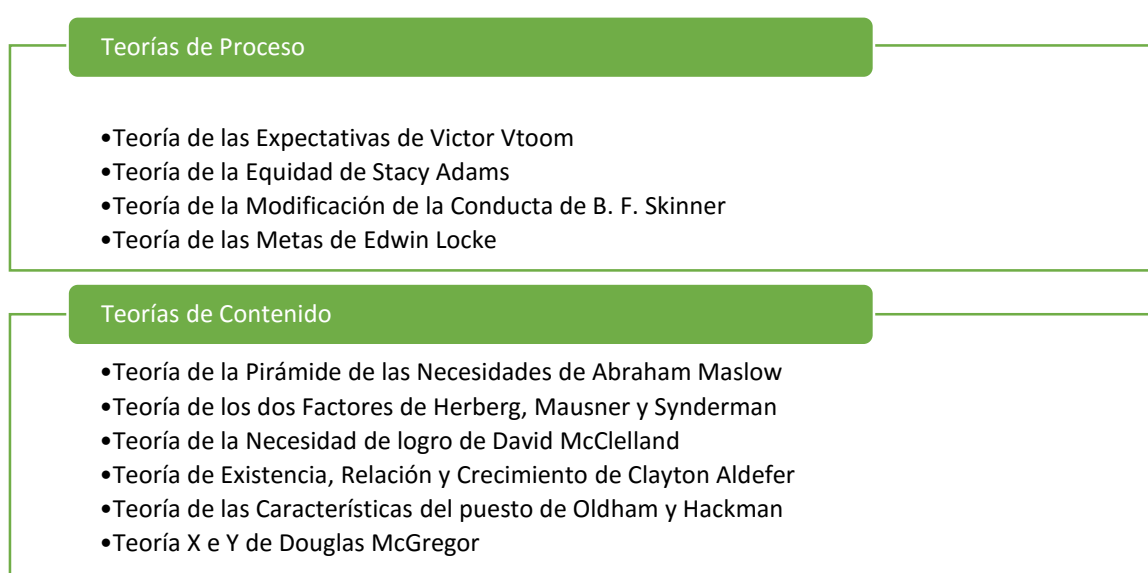 Teorías de Proceso
•Teoría de las Expectativas de Victor Vtoom
•Teoría de la Equidad de Stacy Adams
•Teoría de la Modificación de la Conducta de B. F. Skinner
•Teoría de las Metas de Edwin Locke
Teorías de Contenido
•Teoría de la Pirámide de las Necesidades de Abraham Maslow
•Teoría de los dos Factores de Herberg, Mausner y Synderman
•Teoría de la Necesidad de logro de David McClelland
•Teoría de Existencia, Relación y Crecimiento de Clayton Aldefer
•Teoría de las Características del puesto de Oldham y Hackman
•Teoría X e Y de Douglas McGregor